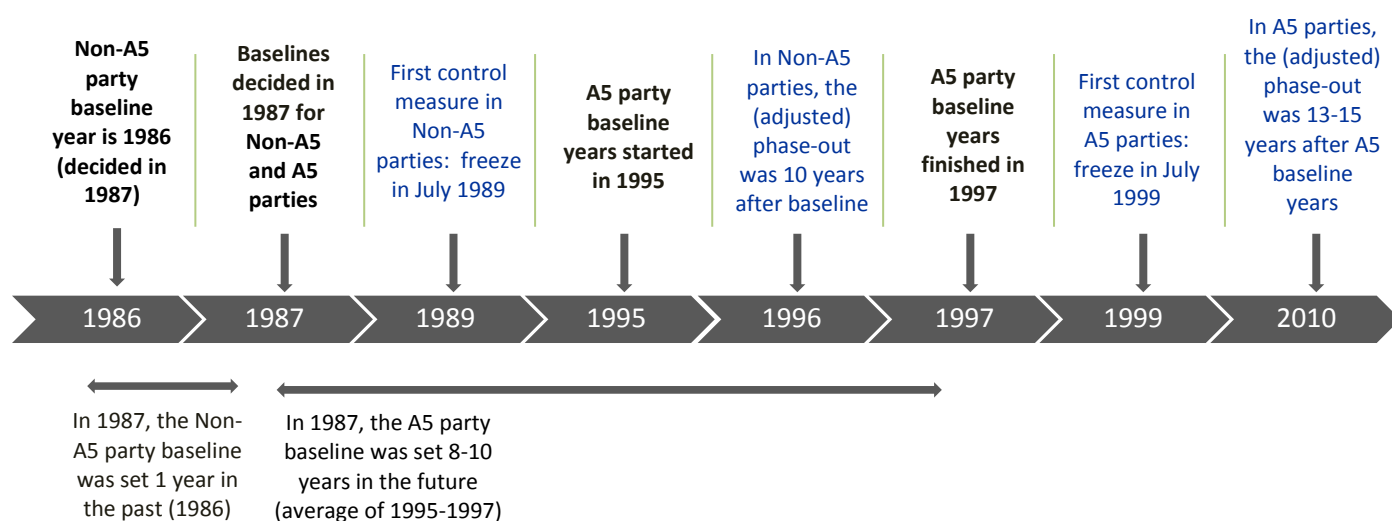 Non-A5
party
baseline
year is 1986
(decided in
1987)
Baselines
decided in
1987 for
Non-A5
and A5
parties
First control
measure in
Non-A5
parties: freeze
in July 1989
A5 party
baseline
years started
in 1995
In Non-A5
parties, the
(adjusted)
phase-out
was 10 years
after baseline
A5 party
baseline
years
finished in
1997
First control
measure in
A5 parties:
freeze in July
1999
In A5 parties,
the (adjusted)
phase-out
was 13-15
years after A5
baseline
years
1986
1987
1989
1995
1996
1997
1999
2010
In 1987, the Non-
A5 party baseline
was set 1 year in
the past (1986)
In 1987, the A5 party
baseline was set 8-10
years in the future
(average of 1995-1997)